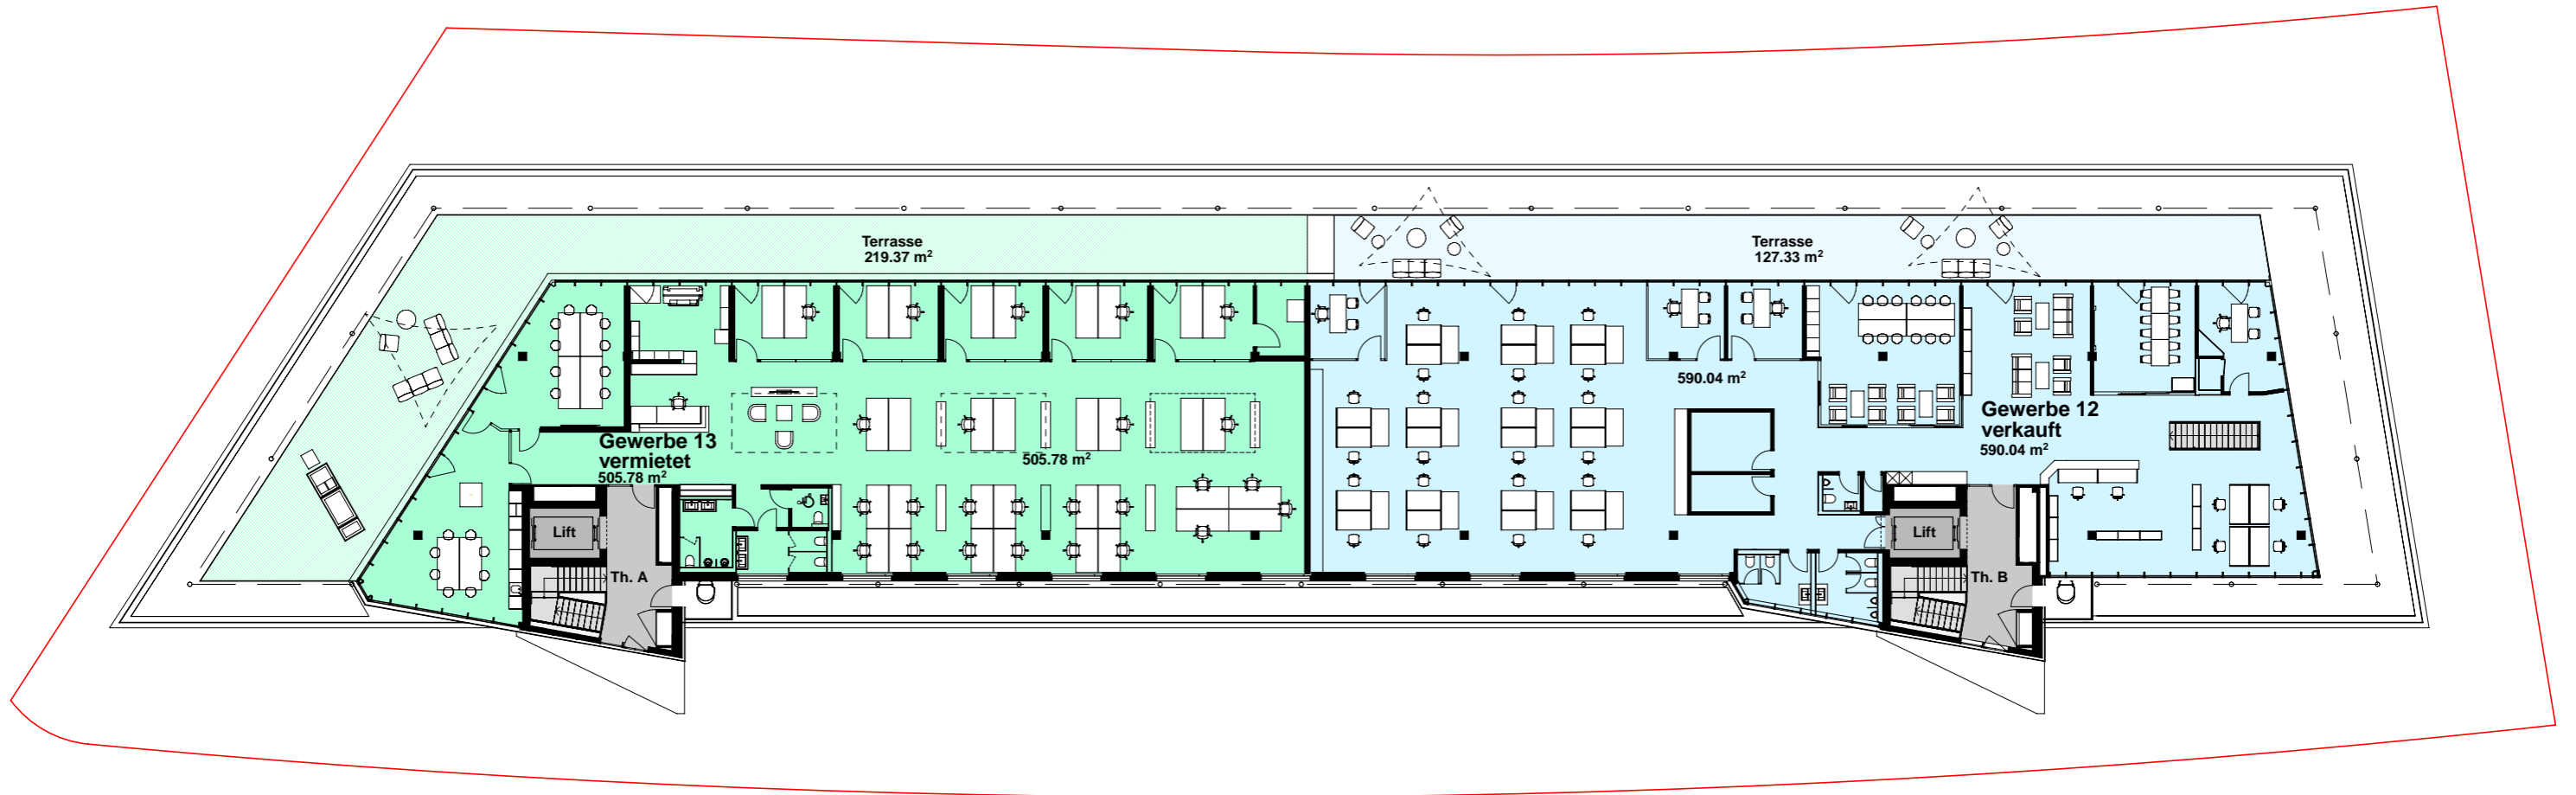 Terrasse
219.37 m²
Terrasse
127.33 m²
590.04 m²
Gewerbe 12
verkauft
590.04 m²
Gewerbe 13
vermietet
505.78 m²
505.78 m²
Lift
Th. A
Lift
Th. B